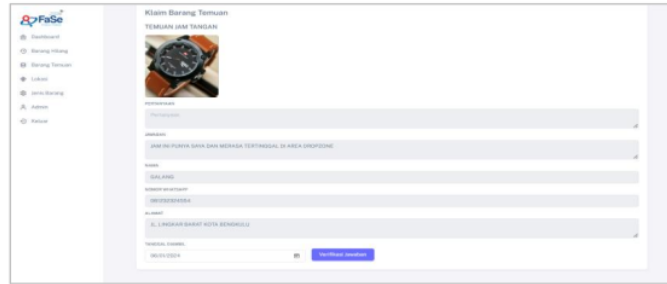 FaSe
Klaim Barang Temuan
TEMUAN JAM TANGAN
Dashboard
Barang Hilang
Barang Temuan
Lokasi
Jenis Barang
Admin
Keluar
PERTANYAAN
Pertanyaan
JAWABAN
JAM INI PUNYA SAYA DAN MERASA TERTINGGAL DI AREA DROPZONE
NAMA
GALANG
NOMOR WHATSAPP
ALAMAT
JL. LINGKAR BARAT KOTA BENGKULU
TANGGAL DIAMBIL
Verifikasi Jawaban